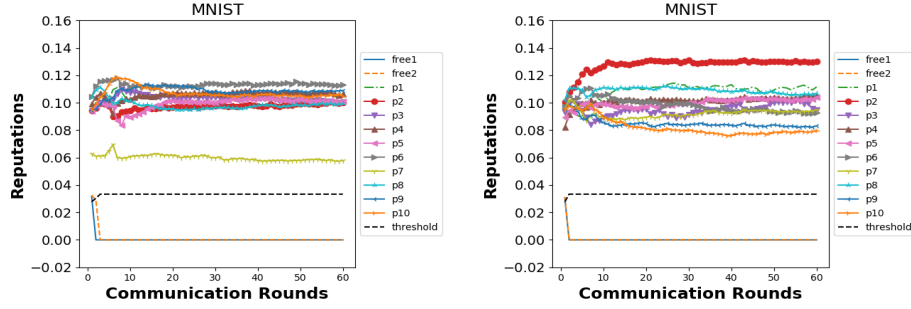 MNIST
Reputations
0.16
0.14
0.12
0.10
0.08
0.06
0.04
0.02
0.00
−0.02
0 10 20 30 40 50 60
Communication Rounds
free1
free2
p1
p2
p3
p4
p5
p6
p7
p8
p9
p10
threshold
MNIST
Reputations
0.16
0.14
0.12
0.10
0.08
0.06
0.04
0.02
0.00
−0.02
0 10 20 30 40 50 60
Communication Rounds
free1
free2
p1
p2
p3
p4
p5
p6
p7
p8
p9
p10
threshold